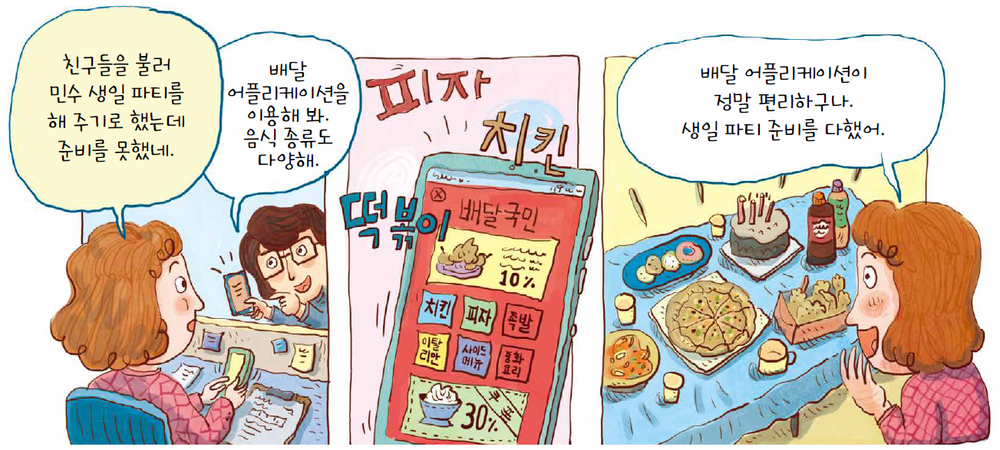 친구들을 불러
민수 생일 파티를
해 주기로 했는데
준비를 못했네.
배달
어플리케이션을
이용해 봐.
음식 종류도
다양해.
피자
치킨
떡볶이
배달국민
10%
치킨
피자
족발
이탈
리안
사이드
메뉴
중화
요리
30%
배달 어플리케이션이
정말 편리하구나.
생일 파티 준비를 다했어.